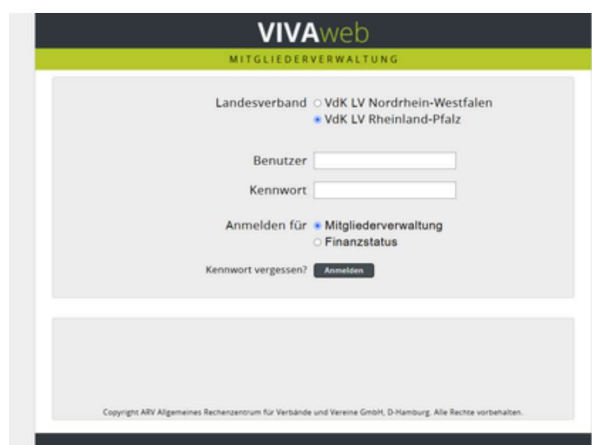 VIVAweb
MITGLIEDERVERWALTUNG
Landesverband VdK LV Nordrhein-Westfalen
VdK LV Rheinland-Pfalz
Benutzer
Kennwort
Anmelden für Mitgliederverwaltung
Finanzstatus
Kennwort vergessen? Anmelden
Copyright ARV Allgemeines Rechenzentrum für Verbände und Vereine GmbH, D-Hamburg. Alle Rechte vorbehalten.